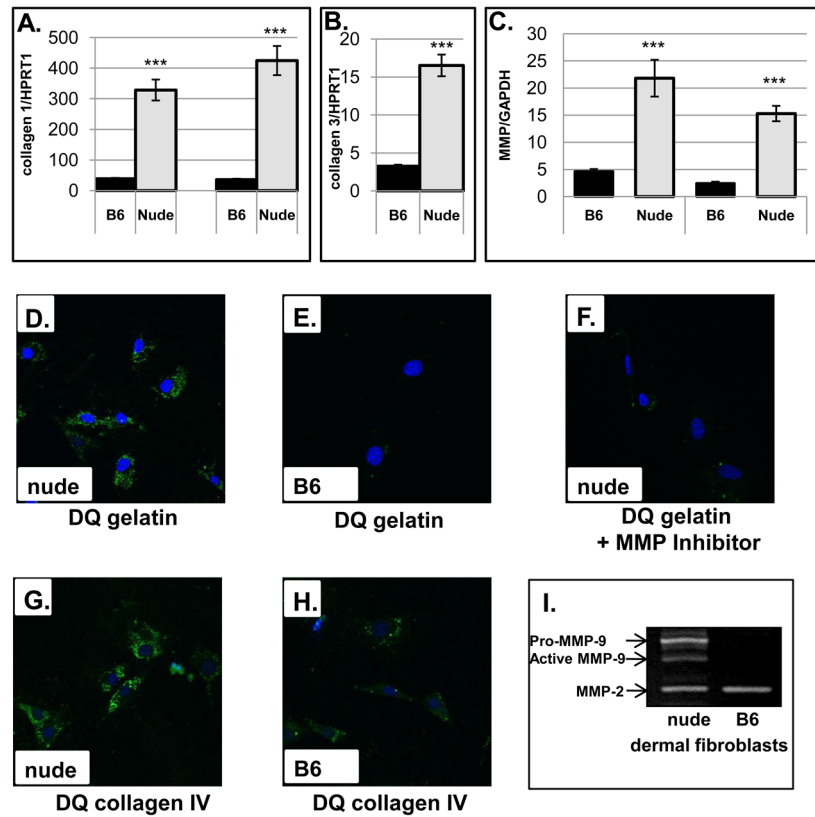 A.
collagen 1/HPRT1
500
400
300
200
100
0
***
***
B6
Nude
B6
Nude
B.
collagen 3/HPRT1
20
15
10
5
0
***
B6
Nude
C.
MMP/GAPDH
30
25
20
15
10
5
0
***
***
B6
Nude
B6
Nude
D.
nude
DQ gelatin
E.
B6
DQ gelatin
F.
nude
DQ gelatin
+ MMP Inhibitor
G.
nude
DQ collagen IV
H.
B6
DQ collagen IV
I.
Pro-MMP-9
Active MMP-9
MMP-2
nude B6
dermal fibroblasts